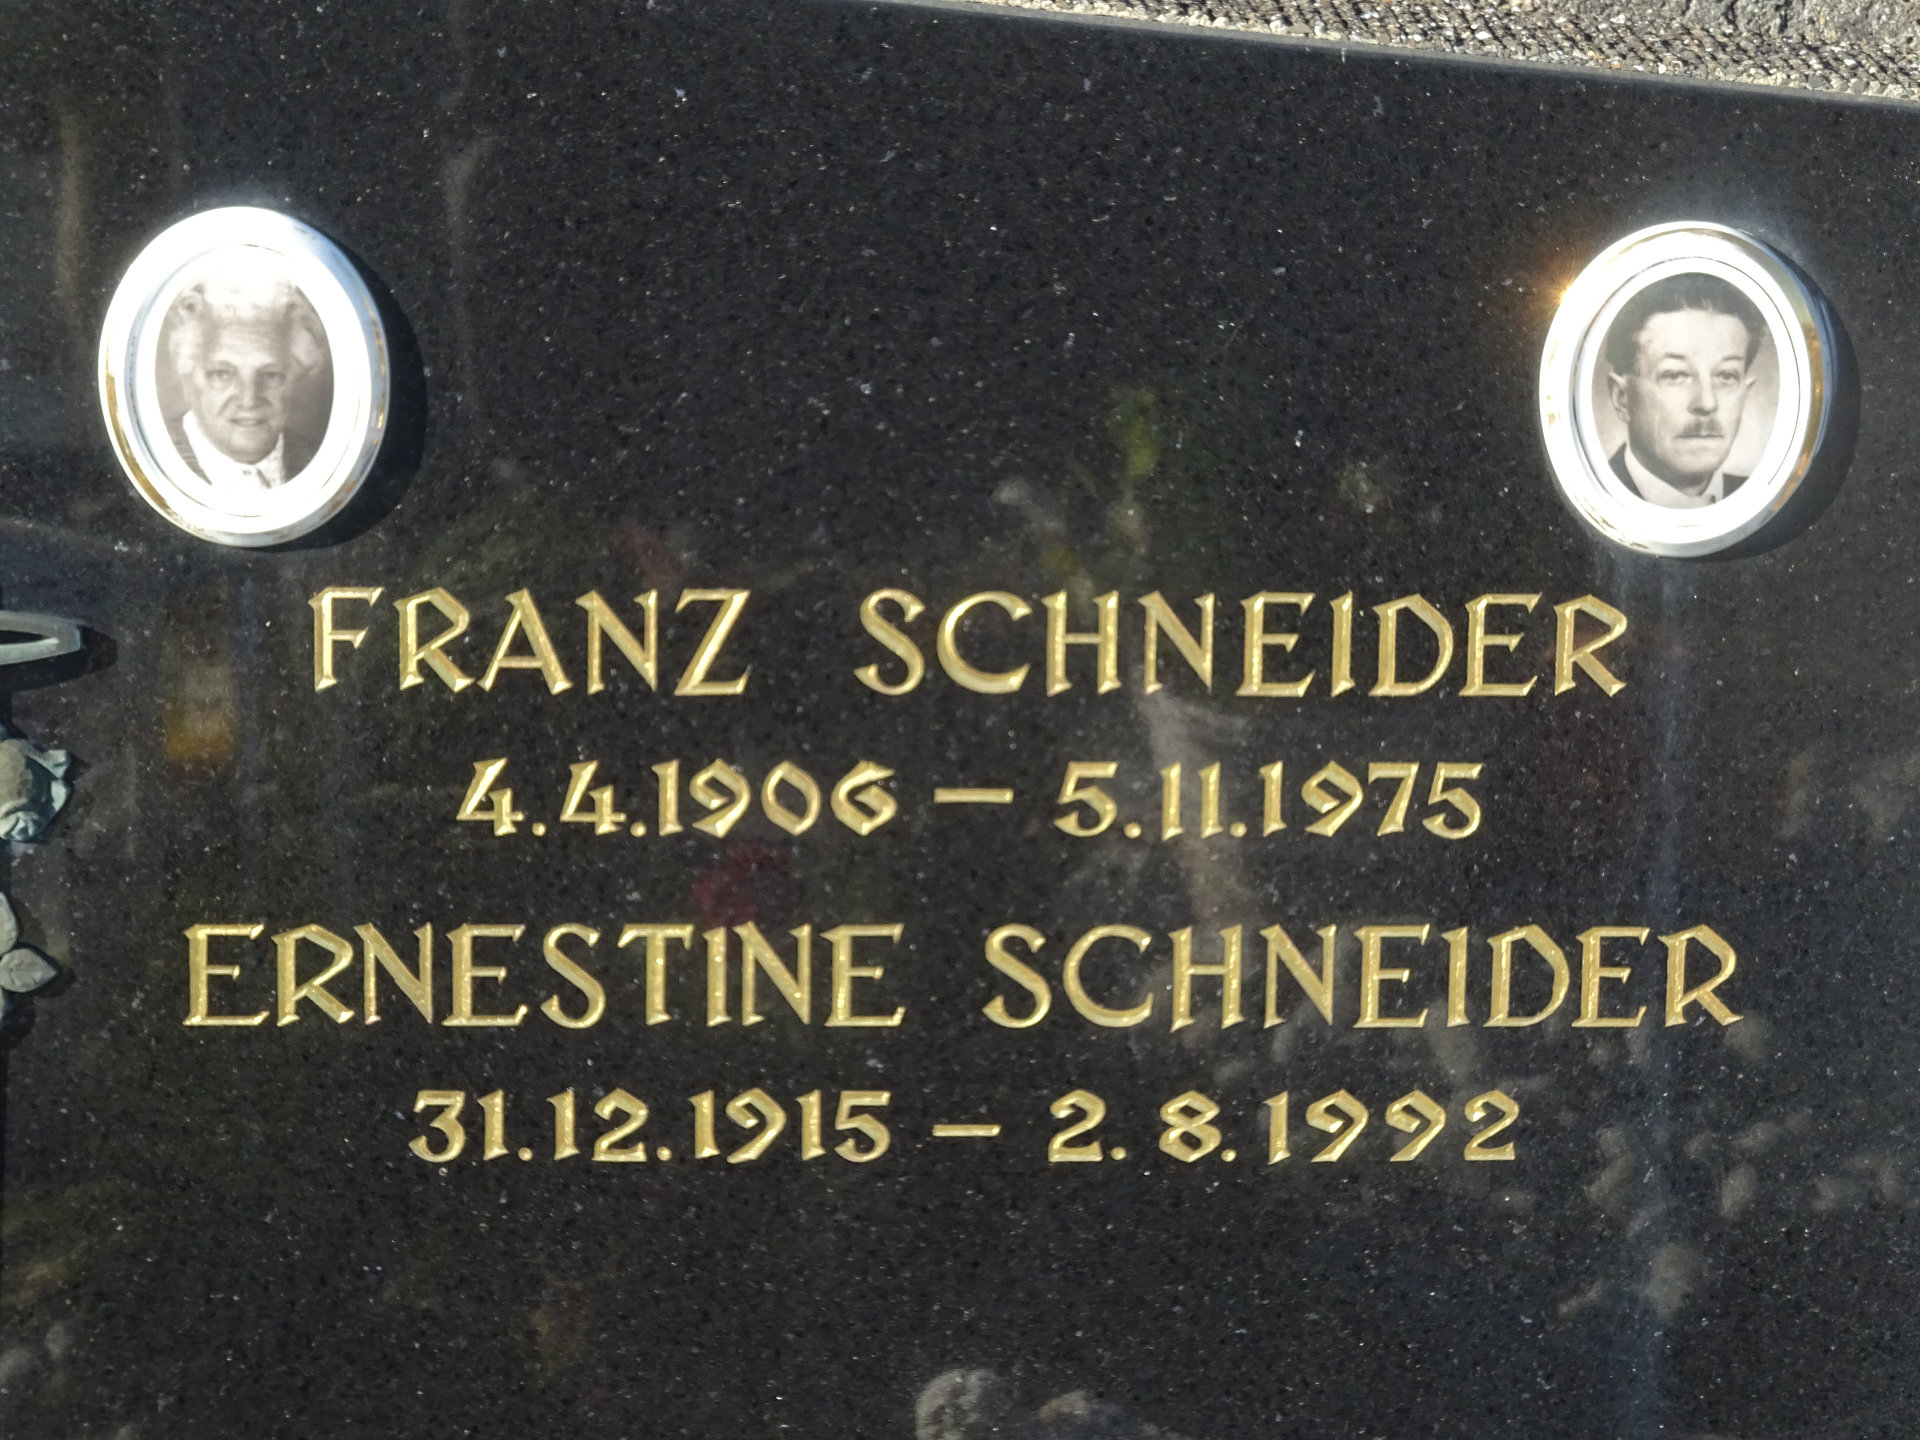 FRANZ SCHNEIDER
4.4.1906 – 5.11.1975
ERNESTINE SCHNEIDER
31.12.1915 – 2.8.1992